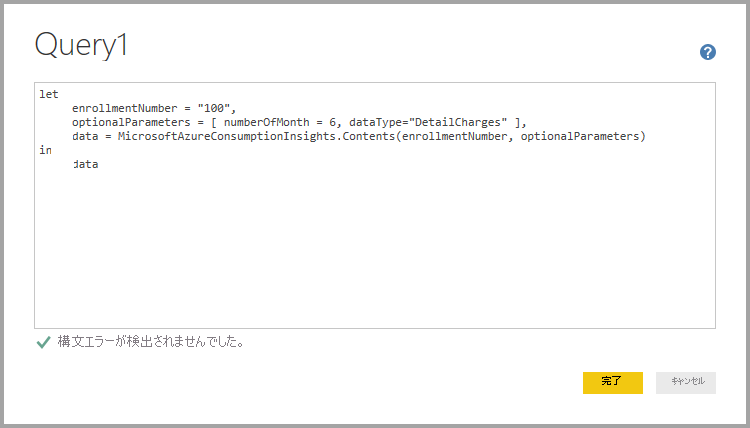 Query1
?
let
enrollmentNumber = "100",
optionalParameters = [ numberOfMonth = 6, dataType="DetailCharges" ],
data = MicrosoftAzureConsumptionInsights.Contents(enrollmentNumber, optionalParameters)
in
data
構文エラーが検出されませんでした。
完了
キャンセル